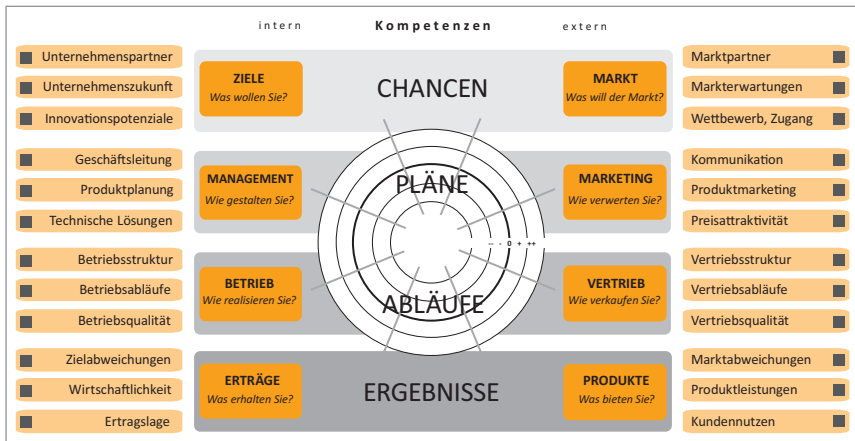 intern Kompetenzen extern
Unternehmenspartner
Unternehmenszukunft
Innovationspotenziale
ZIELE
Was wollen Sie?
CHANCEN
MARKT
Was will der Markt?
Marktpartner
Markterwartungen
Wettbewerb, Zugang
Geschäftsleitung
Produktplanung
Technische Lösungen
MANAGEMENT
Wie gestalten Sie?
PLÄNE
MARKETING
Wie verwerten Sie?
Kommunikation
Produktmarketing
Preisattraktivität
-- - 0 + ++
Betriebsstruktur
Betriebsabläufe
Betriebsqualität
BETRIEB
Wie realisieren Sie?
ABLÄUFE
VERTRIEB
Wie verkaufen Sie?
Vertriebsstruktur
Vertriebsabläufe
Vertriebsqualität
Zielabweichungen
Wirtschaftlichkeit
Ertragslage
ERTRÄGE
Was erhalten Sie?
ERGEBNISSE
PRODUKTE
Was bieten Sie?
Marktabweichungen
Produktleistungen
Kundennutzen